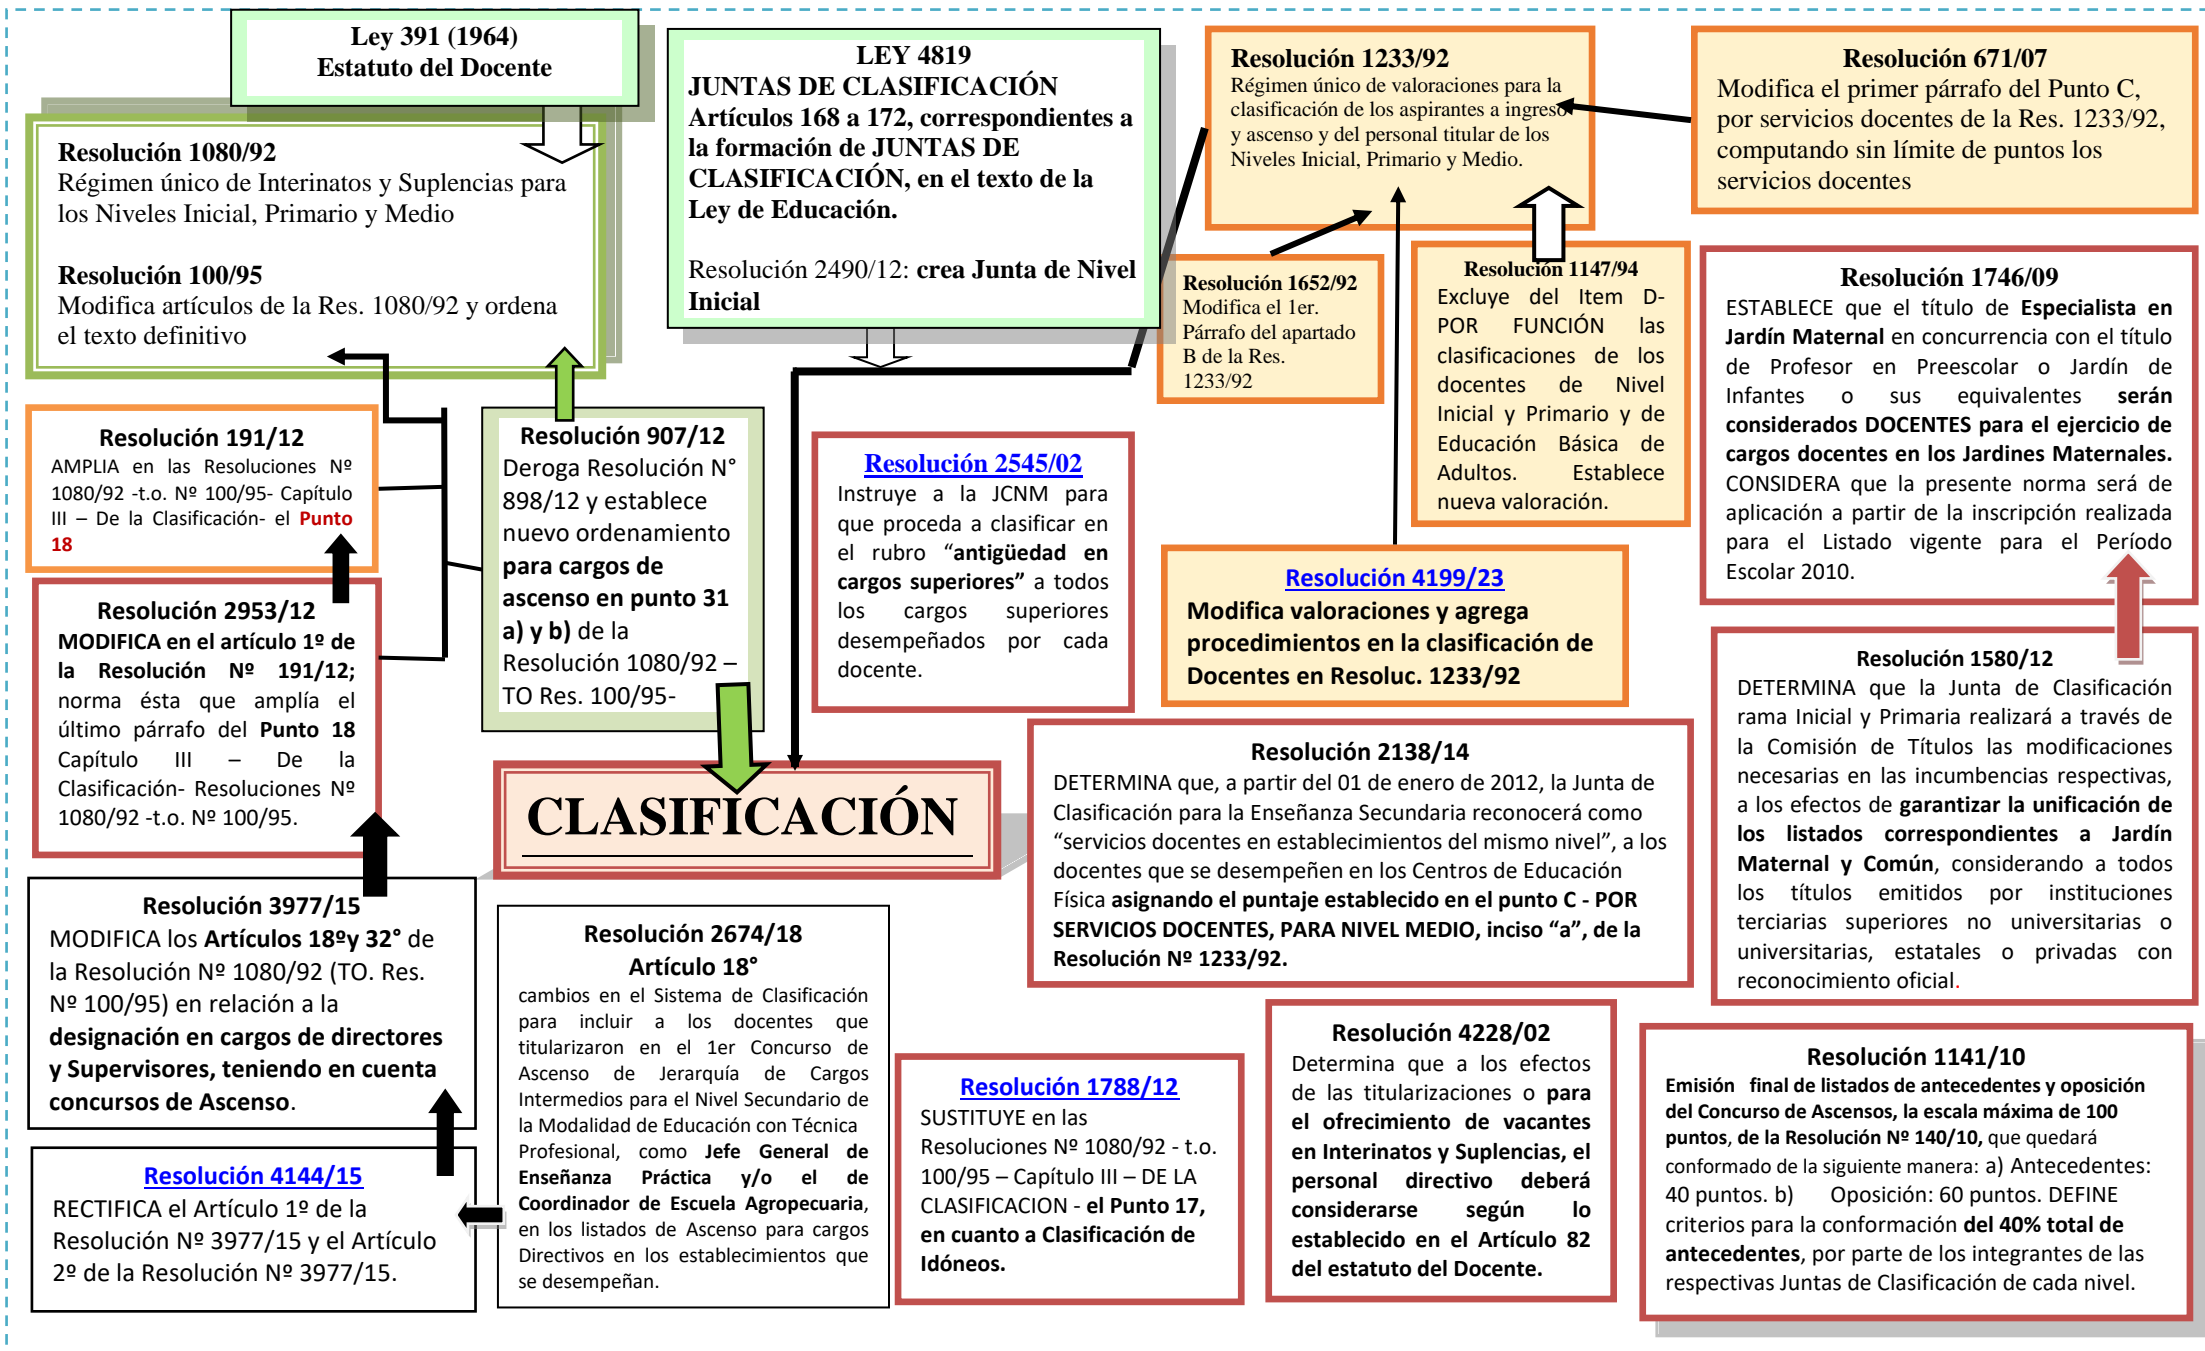 Ley 391 (1964)
Estatuto del Docente
Resolución 1080/92
Régimen único de Interinatos y Suplencias para
los Niveles Inicial, Primario y Medio
Resolución 100/95
Modifica artículos de la Res. 1080/92 y ordena
el texto definitivo
LEY 4819
JUNTAS DE CLASIFICACIÓN
Artículos 168 a 172, correspondientes a
la formación de JUNTAS DE
CLASIFICACIÓN, en el texto de la
Ley de Educación.
Resolución 2490/12: crea Junta de Nivel
Inicial
Resolución 1233/92
Régimen único de valoraciones para la
clasificación de los aspirantes a ingreso
y ascenso y del personal titular de los
Niveles Inicial, Primario y Medio.
Resolución 671/07
Modifica el primer párrafo del Punto C,
por servicios docentes de la Res. 1233/92,
computando sin límite de puntos los
servicios docentes
Resolución 1652/92
Modifica el 1er.
Párrafo del apartado
B de la Res.
1233/92
Resolución 1147/94
Excluye del Item D-
POR FUNCIÓN las
clasificaciones de los
docentes de Nivel
Inicial y Primario y de
Educación Básica de
Adultos. Establece
nueva valoración.
Resolución 1746/09
ESTABLECE que el título de Especialista en
Jardín Maternal en concurrencia con el título
de Profesor en Preescolar o Jardín de
Infantes o sus equivalentes serán
considerados DOCENTES para el ejercicio de
cargos docentes en los Jardines Maternales.
CONSIDERA que la presente norma será de
aplicación a partir de la inscripción realizada
para el Listado vigente para el Período
Escolar 2010.
Resolución 191/12
AMPLIA en las Resoluciones Nº
1080/92 -t.o. Nº 100/95- Capítulo
III – De la Clasificación- el Punto
18
Resolución 907/12
Deroga Resolución N°
898/12 y establece
nuevo ordenamiento
para cargos de
ascenso en punto 31
a) y b) de la
Resolución 1080/92 –
TO Res. 100/95-
Resolución 2545/02
Instruye a la JCNM para
que proceda a clasificar en
el rubro “antigüedad en
cargos superiores” a todos
los cargos superiores
desempeñados por cada
docente.
Resolución 4199/23
Modifica valoraciones y agrega
procedimientos en la clasificación de
Docentes en Resoluc. 1233/92
Resolución 2953/12
MODIFICA en el artículo 1º de
la Resolución Nº 191/12;
norma ésta que amplía el
último párrafo del Punto 18
Capítulo III – De la
Clasificación- Resoluciones Nº
1080/92 -t.o. Nº 100/95.
Resolución 1580/12
DETERMINA que la Junta de Clasificación
rama Inicial y Primaria realizará a través de
la Comisión de Títulos las modificaciones
necesarias en las incumbencias respectivas,
a los efectos de garantizar la unificación de
los listados correspondientes a Jardín
Maternal y Común, considerando a todos
los títulos emitidos por instituciones
terciarias superiores no universitarias o
universitarias, estatales o privadas con
reconocimiento oficial.
CLASIFICACIÓN
Resolución 2138/14
DETERMINA que, a partir del 01 de enero de 2012, la Junta de
Clasificación para la Enseñanza Secundaria reconocerá como
“servicios docentes en establecimientos del mismo nivel”, a los
docentes que se desempeñen en los Centros de Educación
Física asignando el puntaje establecido en el punto C - POR
SERVICIOS DOCENTES, PARA NIVEL MEDIO, inciso “a”, de la
Resolución Nº 1233/92.
Resolución 3977/15
MODIFICA los Artículos 18ºy 32° de
la Resolución Nº 1080/92 (TO. Res.
Nº 100/95) en relación a la
designación en cargos de directores
y Supervisores, teniendo en cuenta
concursos de Ascenso.
Resolución 2674/18
Artículo 18°
cambios en el Sistema de Clasificación
para incluir a los docentes que
titularizaron en el 1er Concurso de
Ascenso de Jerarquía de Cargos
Intermedios para el Nivel Secundario de
la Modalidad de Educación con Técnica
Profesional, como Jefe General de
Enseñanza Práctica y/o el de
Coordinador de Escuela Agropecuaria,
en los listados de Ascenso para cargos
Directivos en los establecimientos que
se desempeñan.
Resolución 4144/15
RECTIFICA el Artículo 1º de la
Resolución Nº 3977/15 y el Artículo
2º de la Resolución Nº 3977/15.
Resolución 1788/12
SUSTITUYE en las
Resoluciones Nº 1080/92 - t.o.
100/95 – Capítulo III – DE LA
CLASIFICACION - el Punto 17,
en cuanto a Clasificación de
Idóneos.
Resolución 4228/02
Determina que a los efectos
de las titularizaciones o para
el ofrecimiento de vacantes
en Interinatos y Suplencias, el
personal directivo deberá
considerarse según lo
establecido en el Artículo 82
del estatuto del Docente.
Resolución 1141/10
Emisión final de listados de antecedentes y oposición
del Concurso de Ascensos, la escala máxima de 100
puntos, de la Resolución Nº 140/10, que quedará
conformado de la siguiente manera: a) Antecedentes:
40 puntos. b) Oposición: 60 puntos. DEFINE
criterios para la conformación del 40% total de
antecedentes, por parte de los integrantes de las
respectivas Juntas de Clasificación de cada nivel.